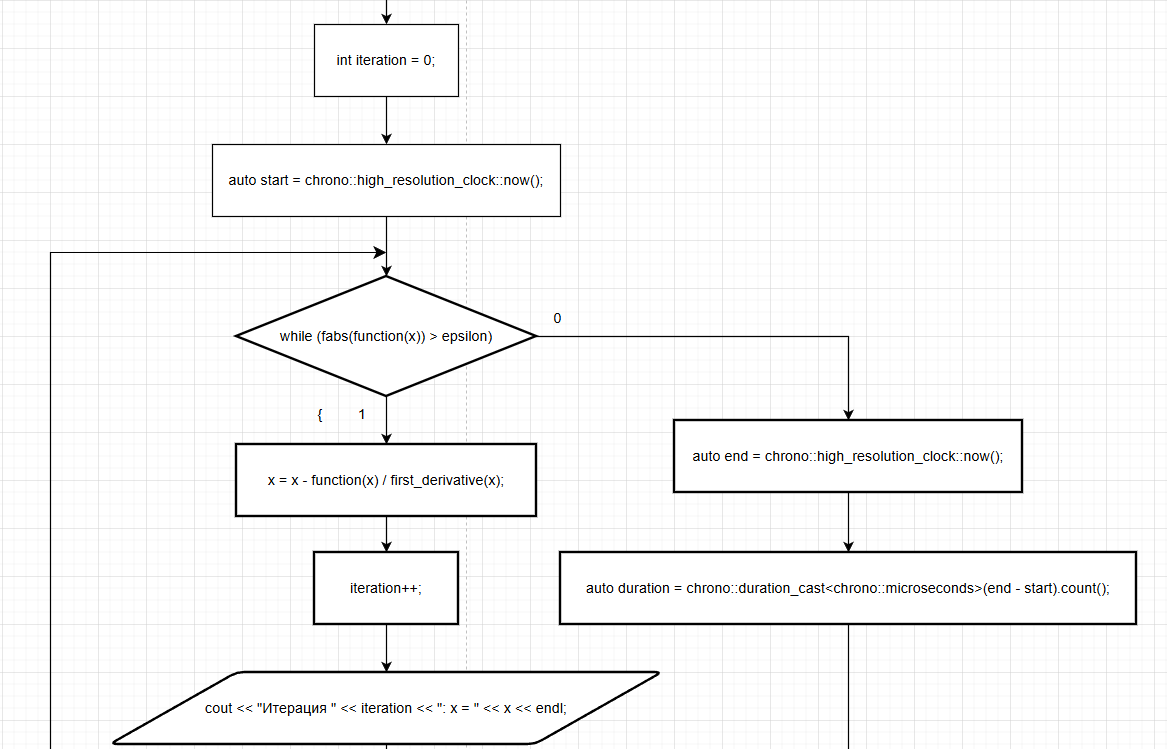 int iteration = 0;
auto start = chrono::high_resolution_clock::now();
while (fabs(function(x)) > epsilon)
0
{
1
x = x - function(x) / first_derivative(x);
iteration++;
cout << "Итерация " << iteration << ": x = " << x << endl;
auto end = chrono::high_resolution_clock::now();
auto duration = chrono::duration_cast<chrono::microseconds>(end - start).count();